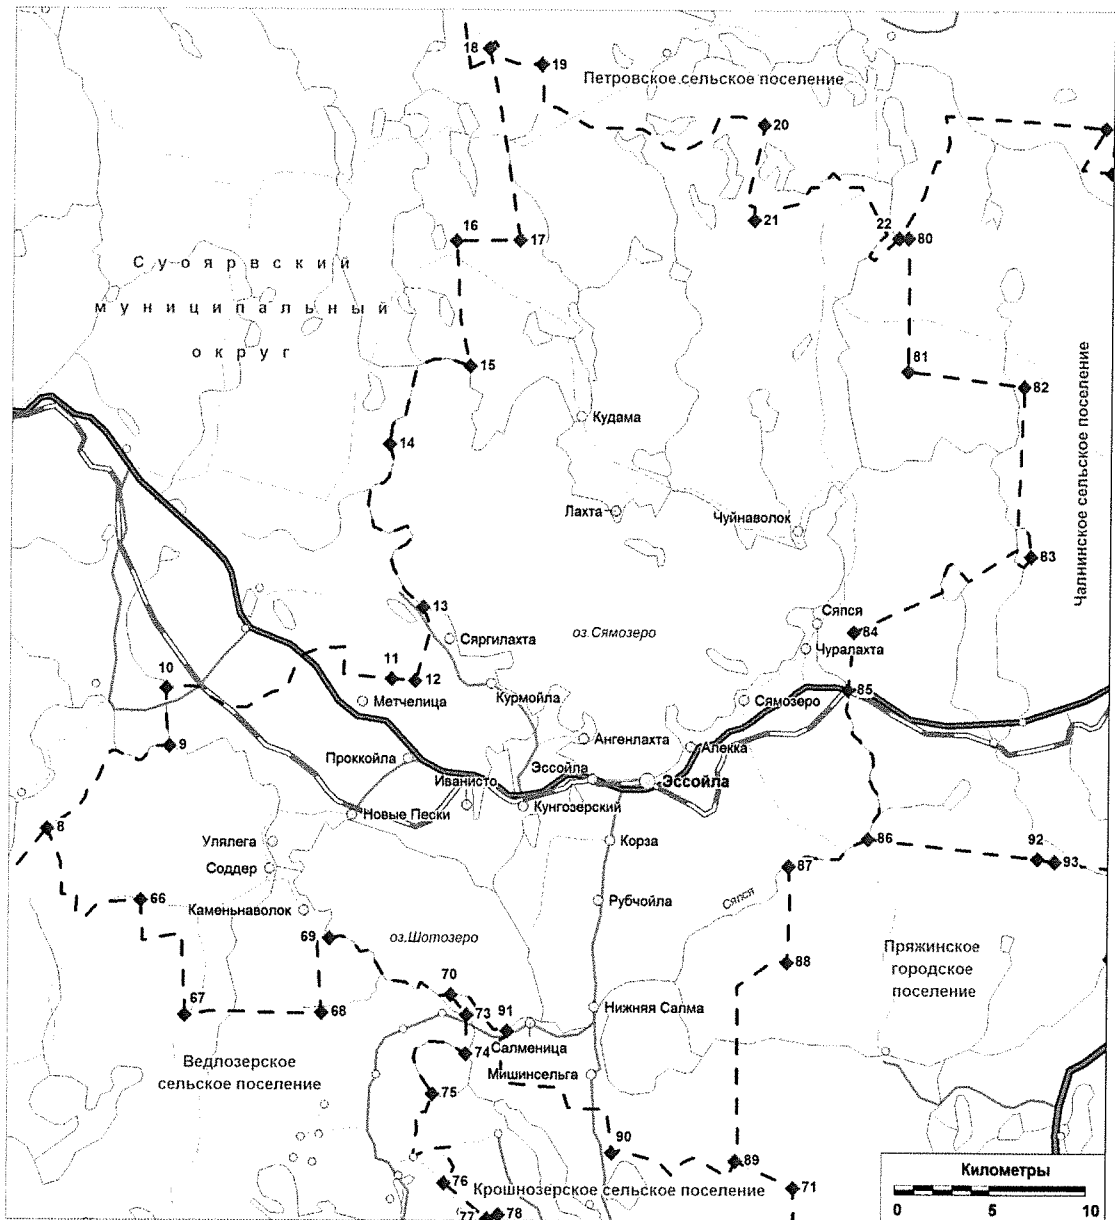 18
19
Петровское сельское поселение
20
21
22
80
16
17
Суоярвский
муниципальный
округ
15
81
82
Чалнинское сельское поселение
Кудама
14
Лахта
Чуйнаволок
83
13
Сяргилахта
оз.Сямозеро
Сяпся
84
Чуралахта
10
11
12
Метчелица
Курмойла
Сямозеро
85
9
Ангенлахта
Алекка
Проккойла
Иванисто
Эссойла
Эссойла
Новые Пески
Кунгозерский
8
Улялега
Корза
86
92
93
Соддер
87
66
Каменьнаволок
Рубчойла
Сяпся
69
оз.Шотозеро
Пряжинское
городское
поселение
88
70
67
68
73
91
Нижняя Салма
Ведлозерское
сельское поселение
74
Салменица
Мишинсельга
75
90
89
Километры
76
Крошнозерское сельское поселение
71
77
78
0
5
10